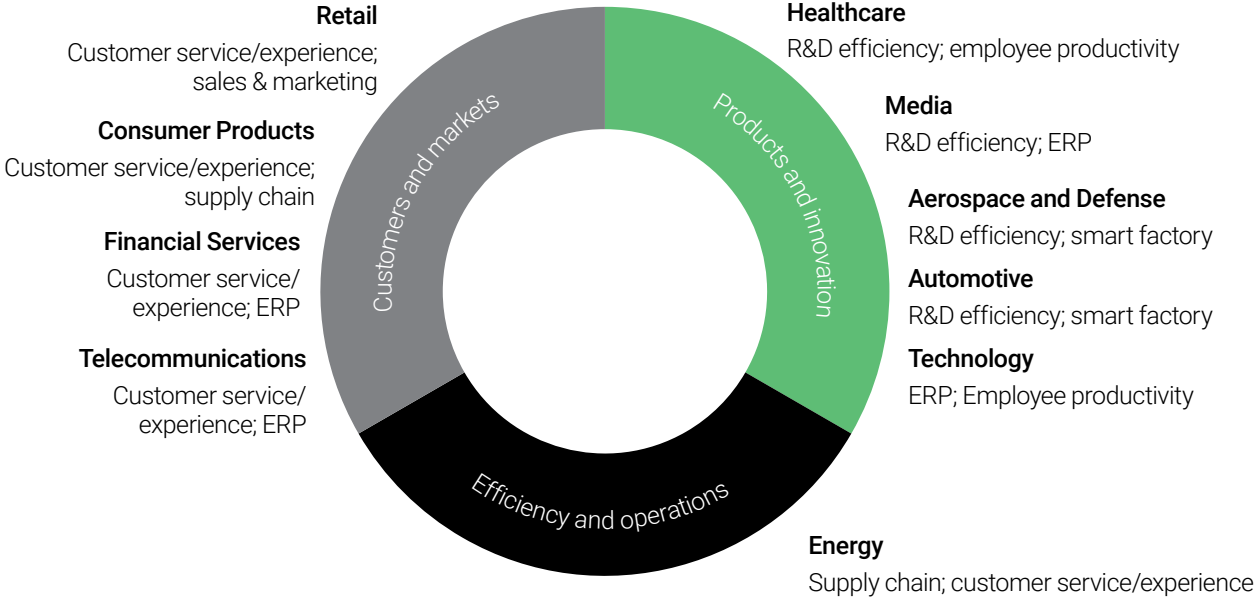 Retail
Customer service/experience;
sales & marketing
Consumer Products
Customer service/experience;
supply chain
Financial Services
Customer service/
experience; ERP
Telecommunications
Customer service/
experience; ERP
Customers and markets
Products and innovation
Efficiency and operations
Healthcare
R&D efficiency; employee productivity
Media
R&D efficiency; ERP
Aerospace and Defense
R&D efficiency; smart factory
Automotive
R&D efficiency; smart factory
Technology
ERP; Employee productivity
Energy
Supply chain; customer service/experience